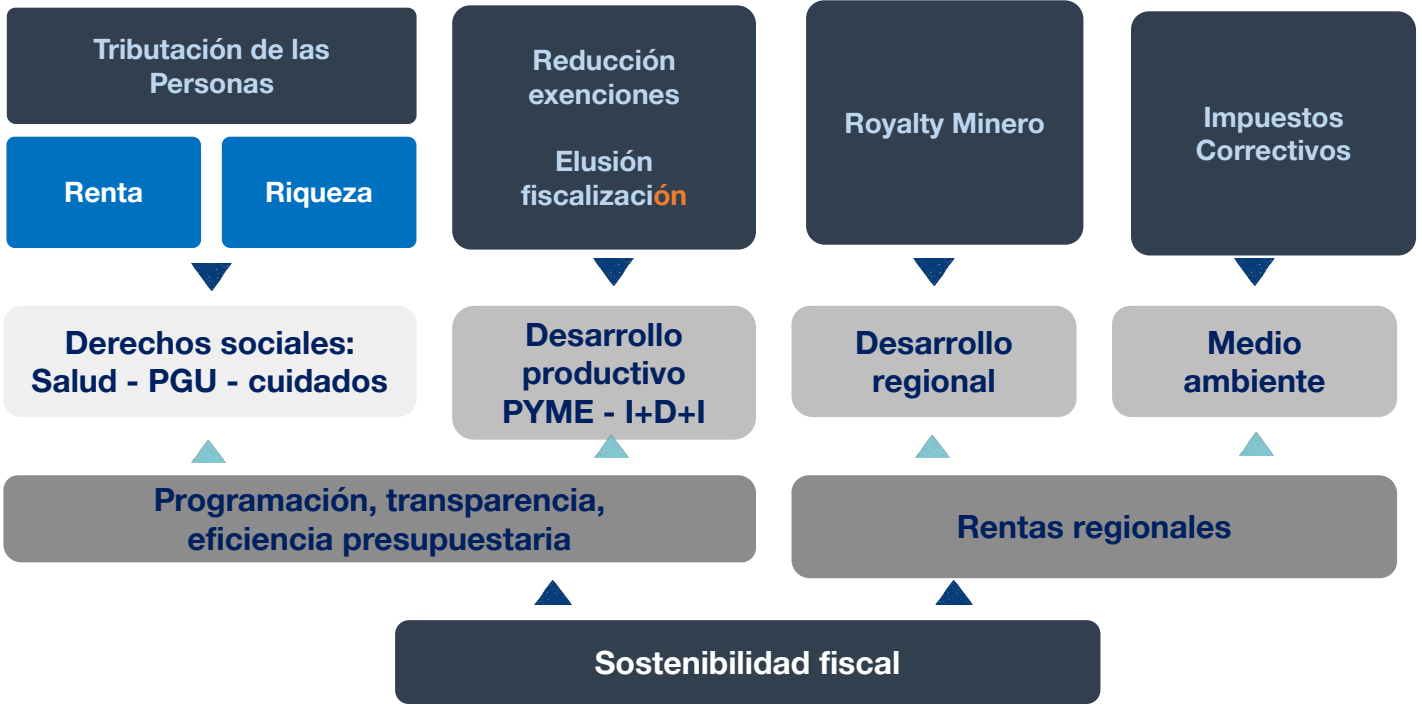 Tributación de las
Personas
Renta
Riqueza
Reducción
exenciones
Elusión
fiscalización
Royalty Minero
Impuestos
Correctivos
Derechos sociales:
Salud - PGU - cuidados
Desarrollo
productivo
PYME - I+D+I
Desarrollo
regional
Medio
ambiente
Programación, transparencia,
eficiencia presupuestaria
Rentas regionales
Sostenibilidad fiscal